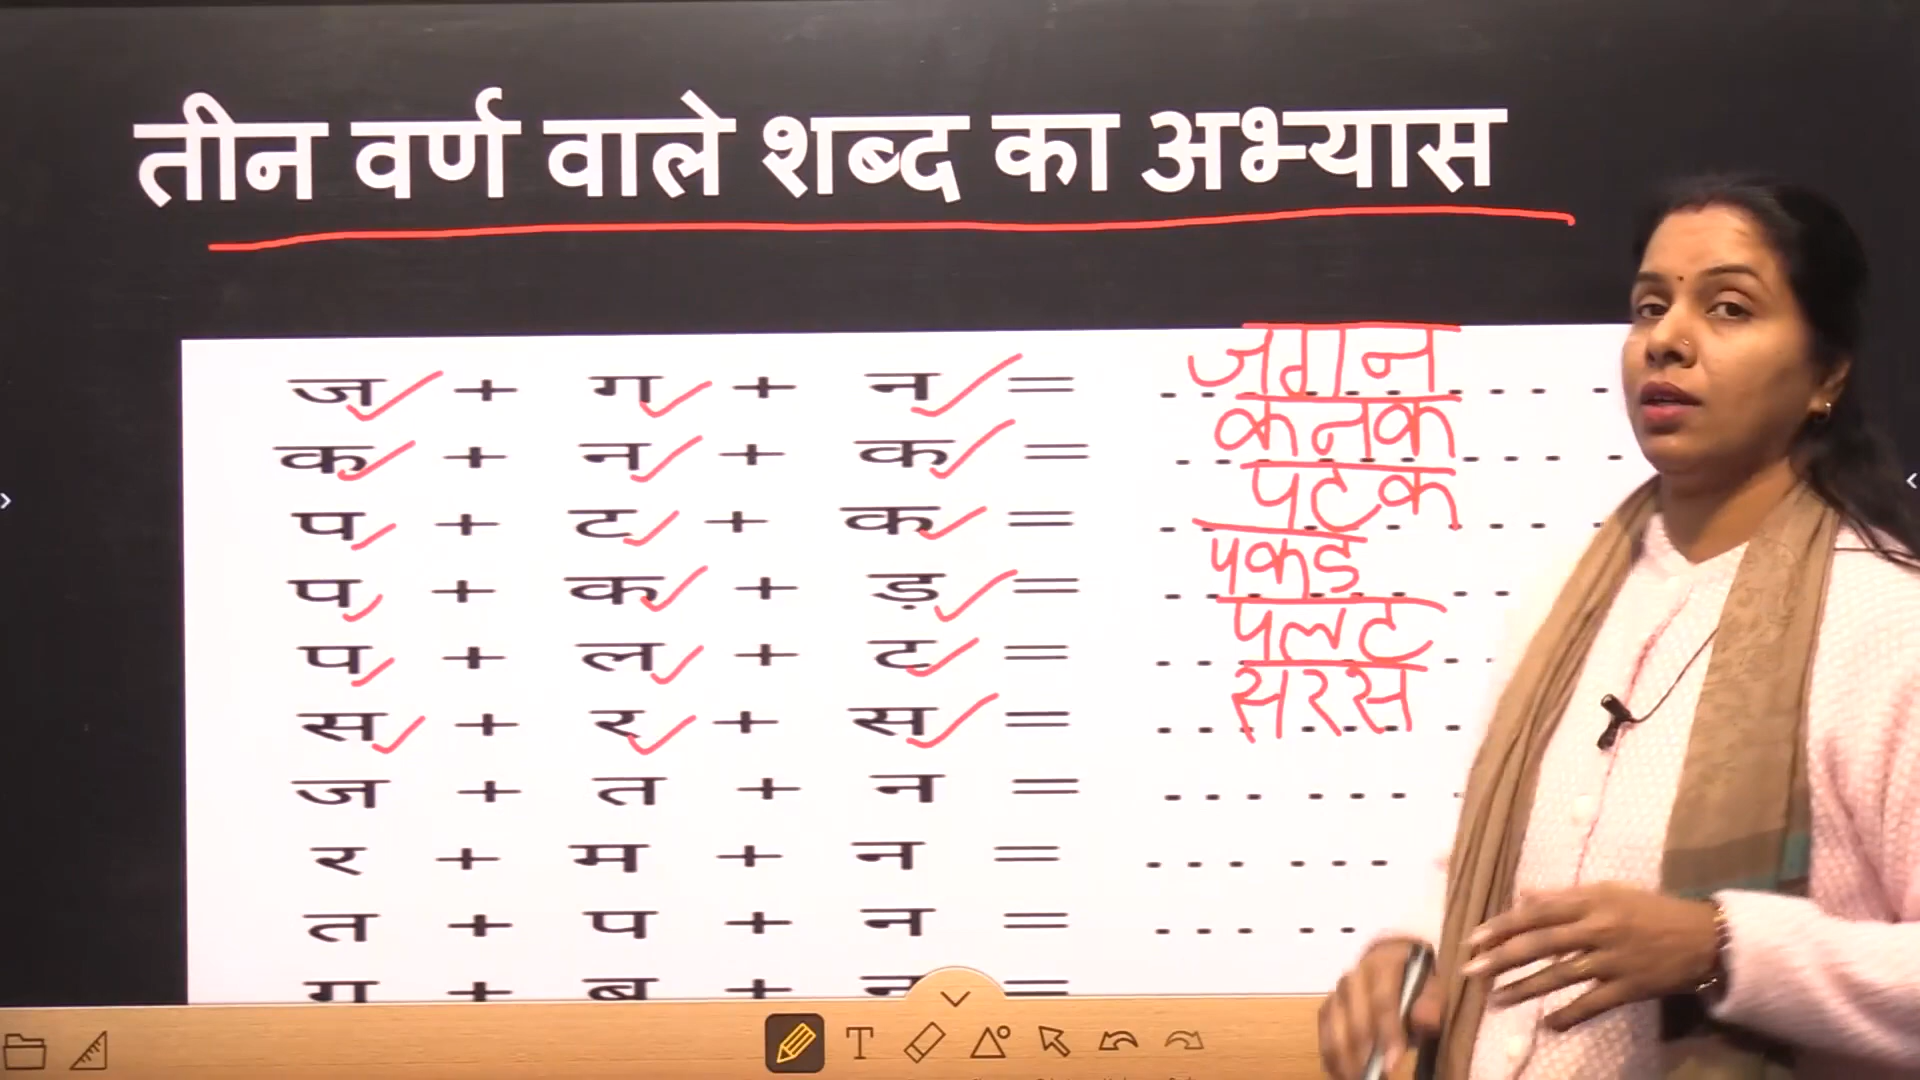 तीन वर्ण वाले शब्द का अभ्यास
ज + ग + न = जगन
क + न + क = कनक
प + ट + क = पटक
प + क + ड़ = पकड
प + ल + ट = पलट
स + र + स = सरस
ज + त + न = ... ...
र + म + न = ... ...
त + प + न = ... ..
ग + ब + न =
T